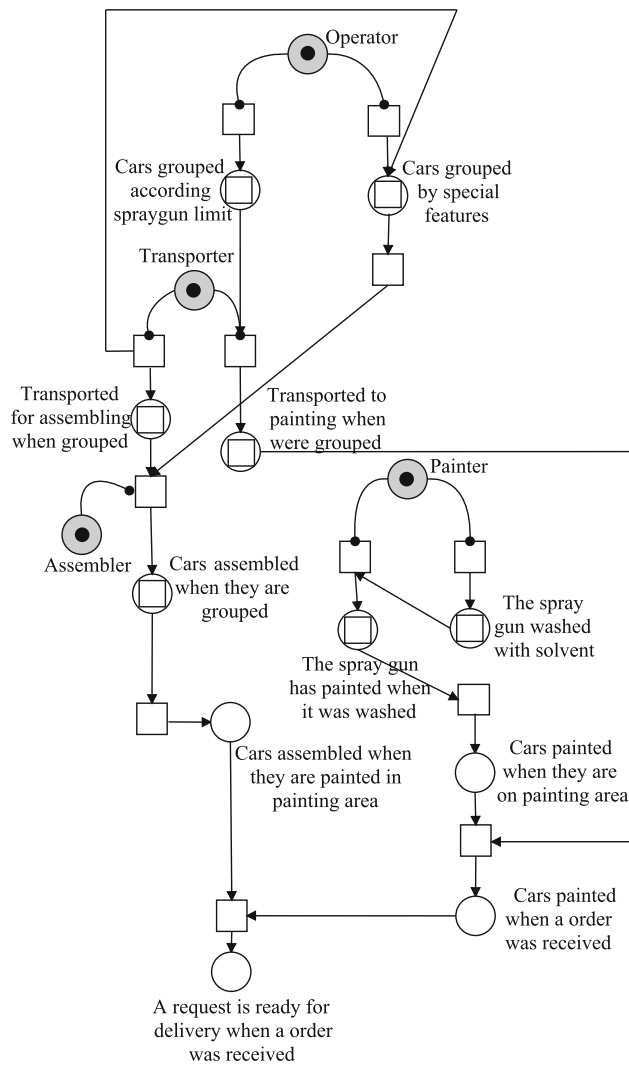 Operator
Cars grouped
according
spraygun limit
Cars grouped
by special
features
Transporter
Transported
for assembling
when grouped
Transported to
painting when
were grouped
Painter
Assembler
Cars assembled
when they are
grouped
The spray
gun washed
with solvent
The spray gun
has painted when
it was washed
Cars assembled when
they are painted in
painting area
Cars painted
when they are
on painting area
Cars painted
when a order
was received
A request is ready for
delivery when a order
was received